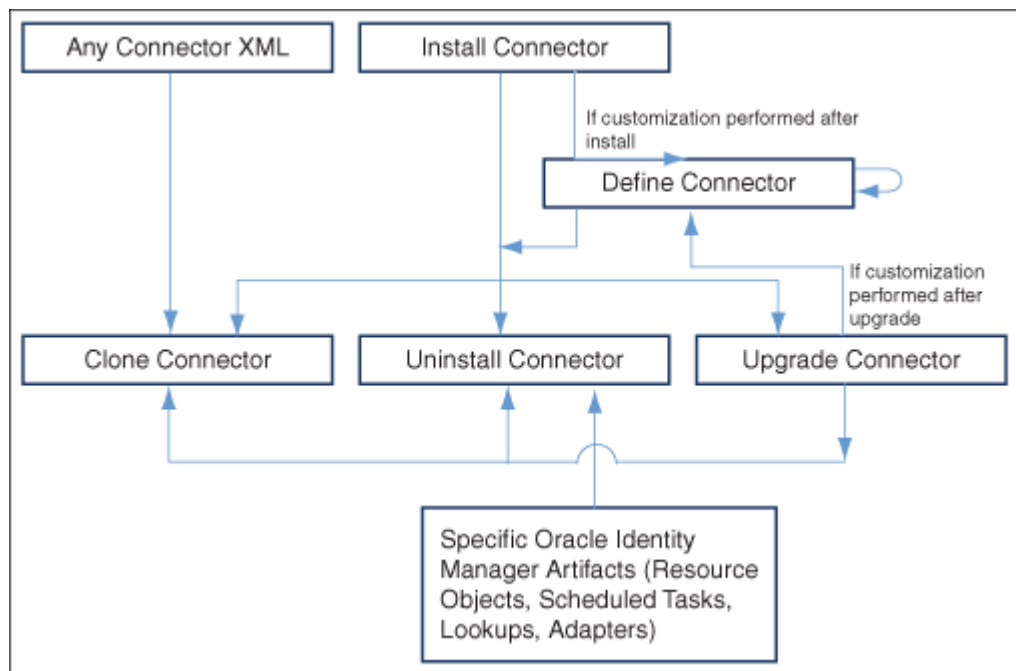 Any Connector XML
Install Connector
If customization performed after
install
Define Connector
If customization
performed after
upgrade
Clone Connector
Uninstall Connector
Upgrade Connector
Specific Oracle Identity
Manager Artifacts (Resource
Objects, Scheduled Tasks,
Lookups, Adapters)